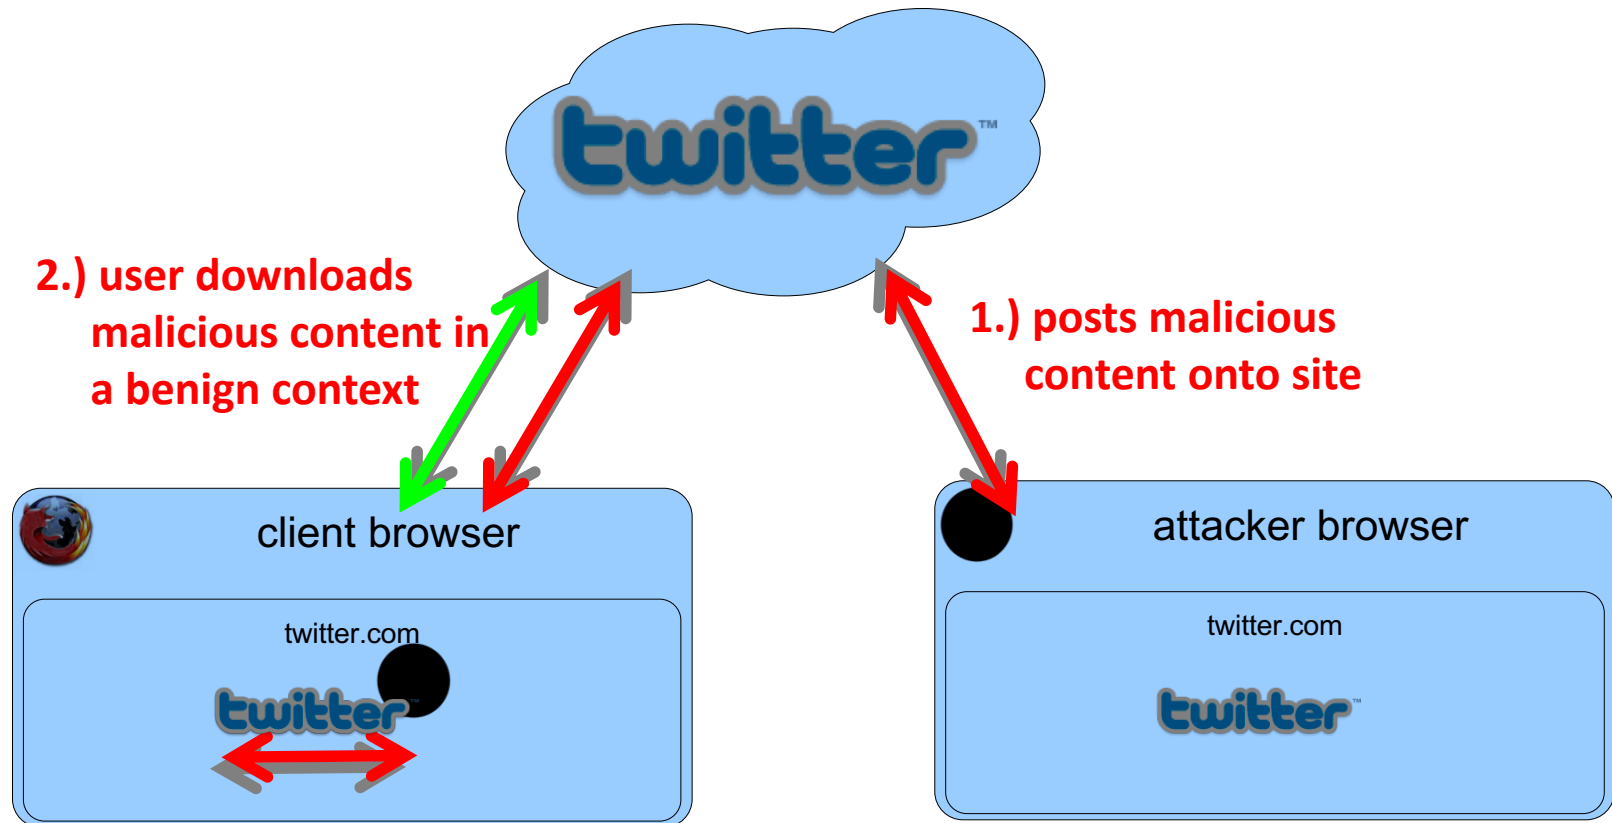 twitter™
2.) user downloads
malicious content in
a benign context
1.) posts malicious
content onto site
client browser
twitter.com
twitter™
attacker browser
twitter.com
twitter™